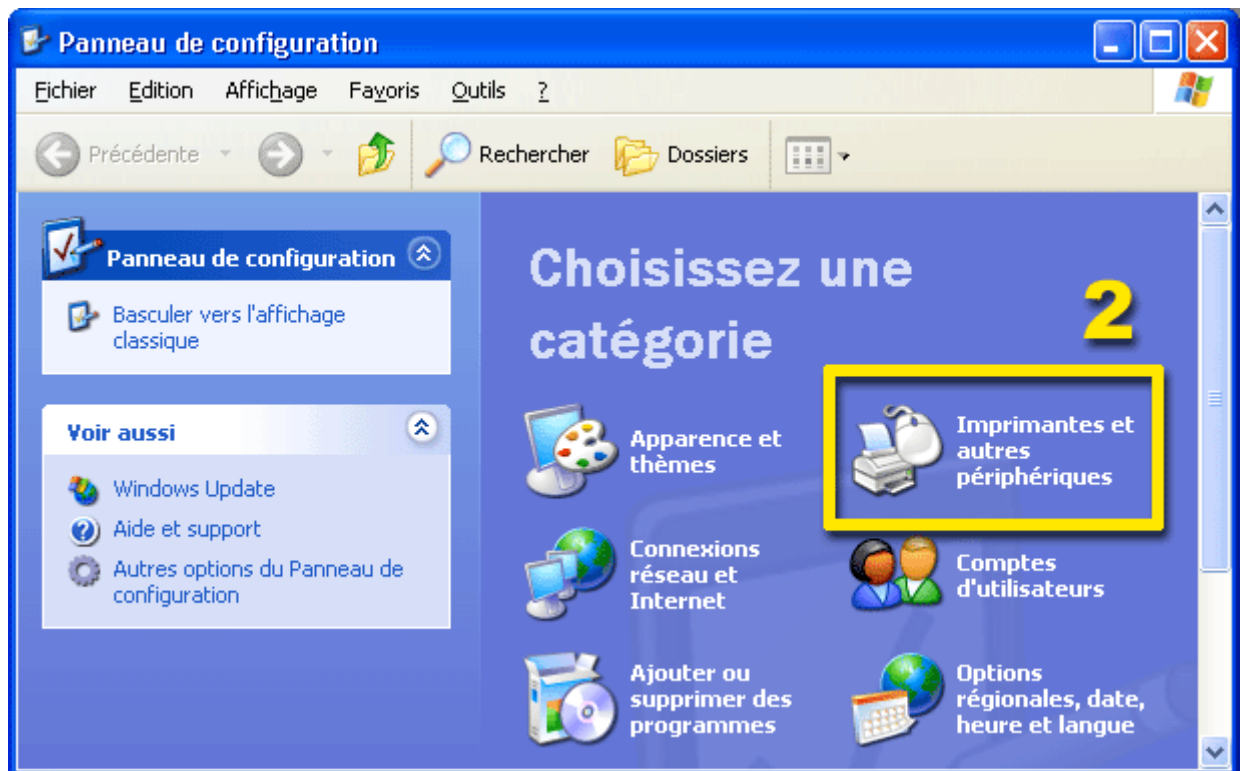 Panneau de configuration
Fichier Edition Affichage Favoris Outils ?
Précédente Rechercher Dossiers
Panneau de configuration
Basculer vers l'affichage
classique
Voir aussi
Windows Update
Aide et support
Autres options du Panneau de
configuration
Choisissez une
catégorie
2
Apparence et
thèmes
Imprimantes et
autres
périphériques
Connexions
réseau et
Internet
Comptes
d'utilisateurs
Ajouter ou
supprimer des
programmes
Options
régionales, date,
heure et langue